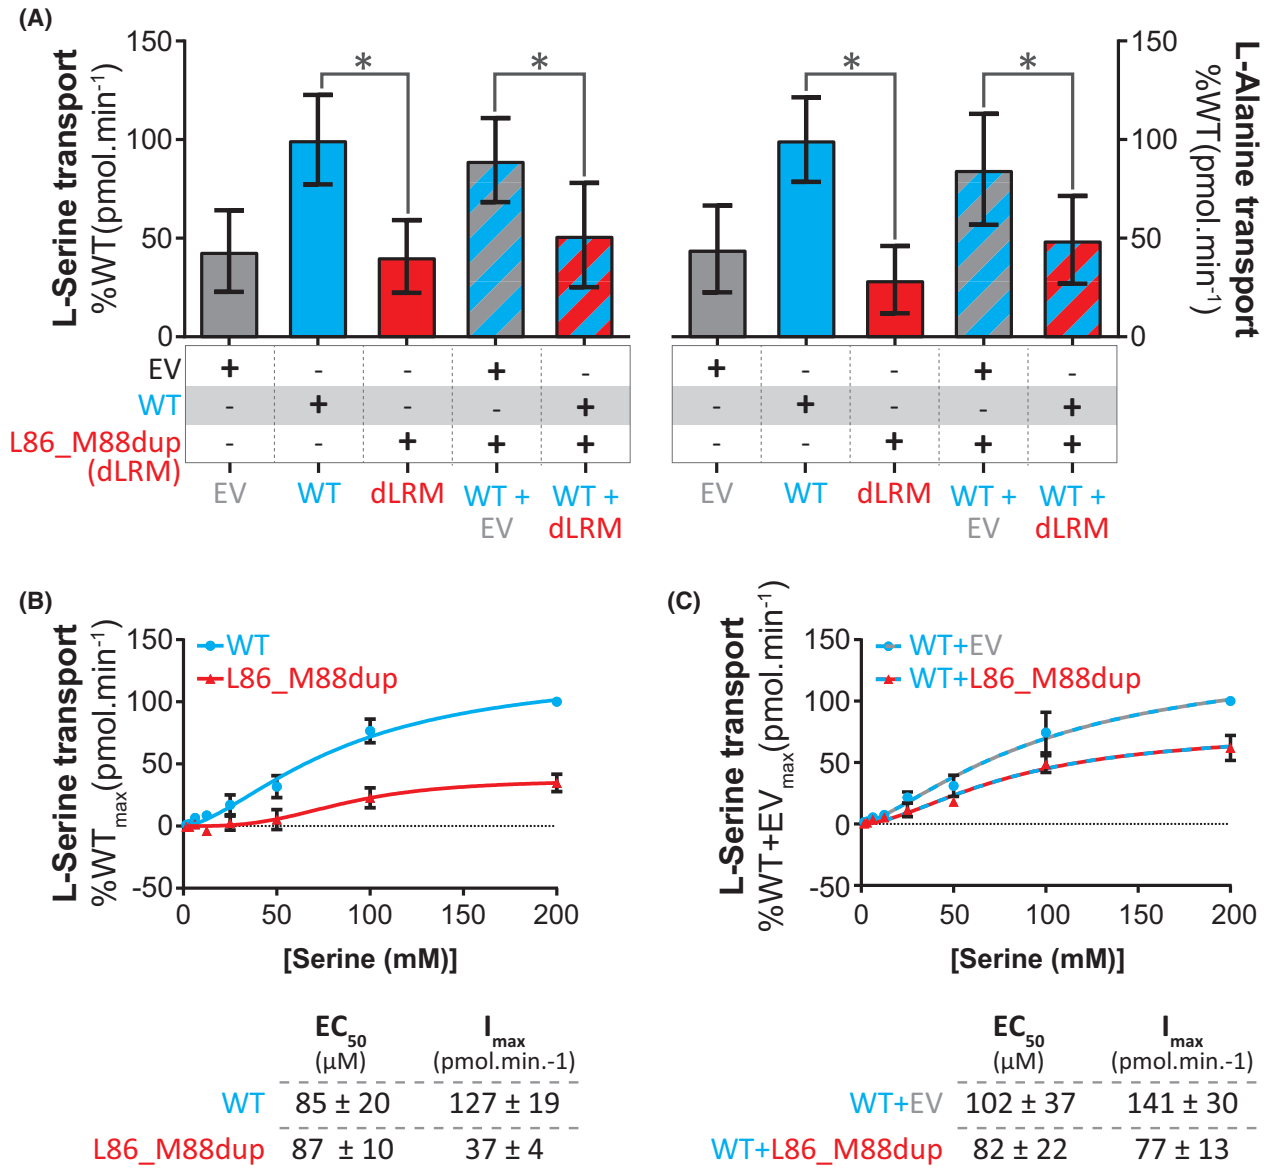 (A)
L-Serine transport
%WT(pmol.min-1)
150
100
50
0
* * * *
150
100
50
0
L-Alanine transport
%WT(pmol.min-1)
EV + - - + - + - - + -
WT - + - - + - + - - +
L86_M88dup - - + + + - - + + +
(dLRM)
EV WT dLRM WT + WT + EV WT dLRM WT + WT +
EV dLRM EV dLRM
(B)
L-Serine transport
%WTmax(pmol.min-1)
150
100
50
0
-50
WT
L86_M88dup
0 50 100 150 200
[Serine (mM)]
EC50 Imax
(µM) (pmol.min.-1)
WT 85 ± 20 127 ± 19
L86_M88dup 87 ± 10 37 ± 4
(C)
L-Serine transport
%WT+EVmax(pmol.min-1)
150
100
50
0
-50
WT+EV
WT+L86_M88dup
0 50 100 150 200
[Serine (mM)]
EC50 Imax
(µM) (pmol.min.-1)
WT+EV 102 ± 37 141 ± 30
WT+L86_M88dup 82 ± 22 77 ± 13